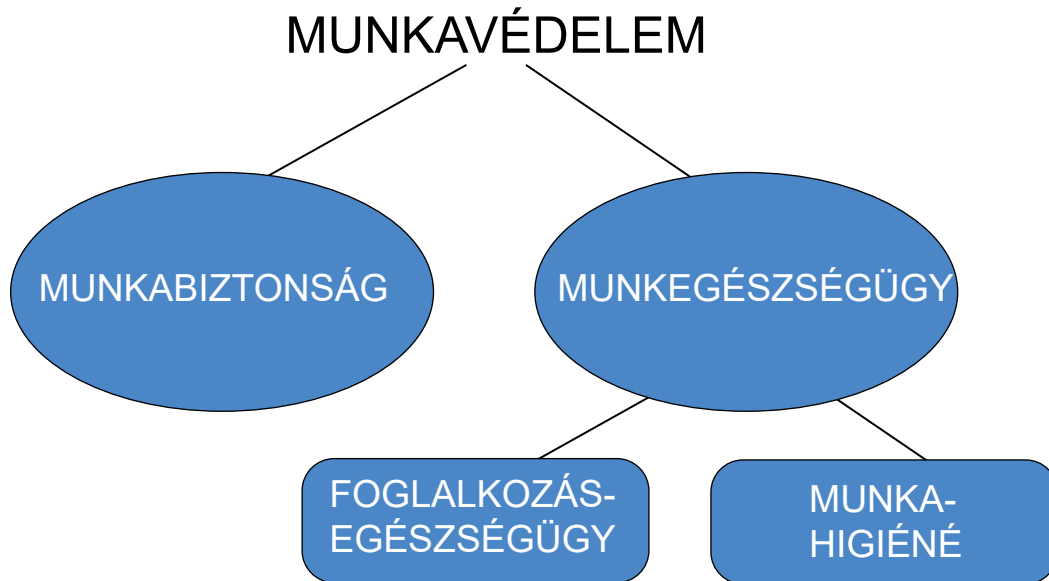 MUNKAVÉDELEM
MUNKABIZTONSÁG
MUNKEGÉSZSÉGÜGY
FOGLALKOZÁS-
EGÉSZSÉGÜGY
MUNKA-
HIGIÉNÉ